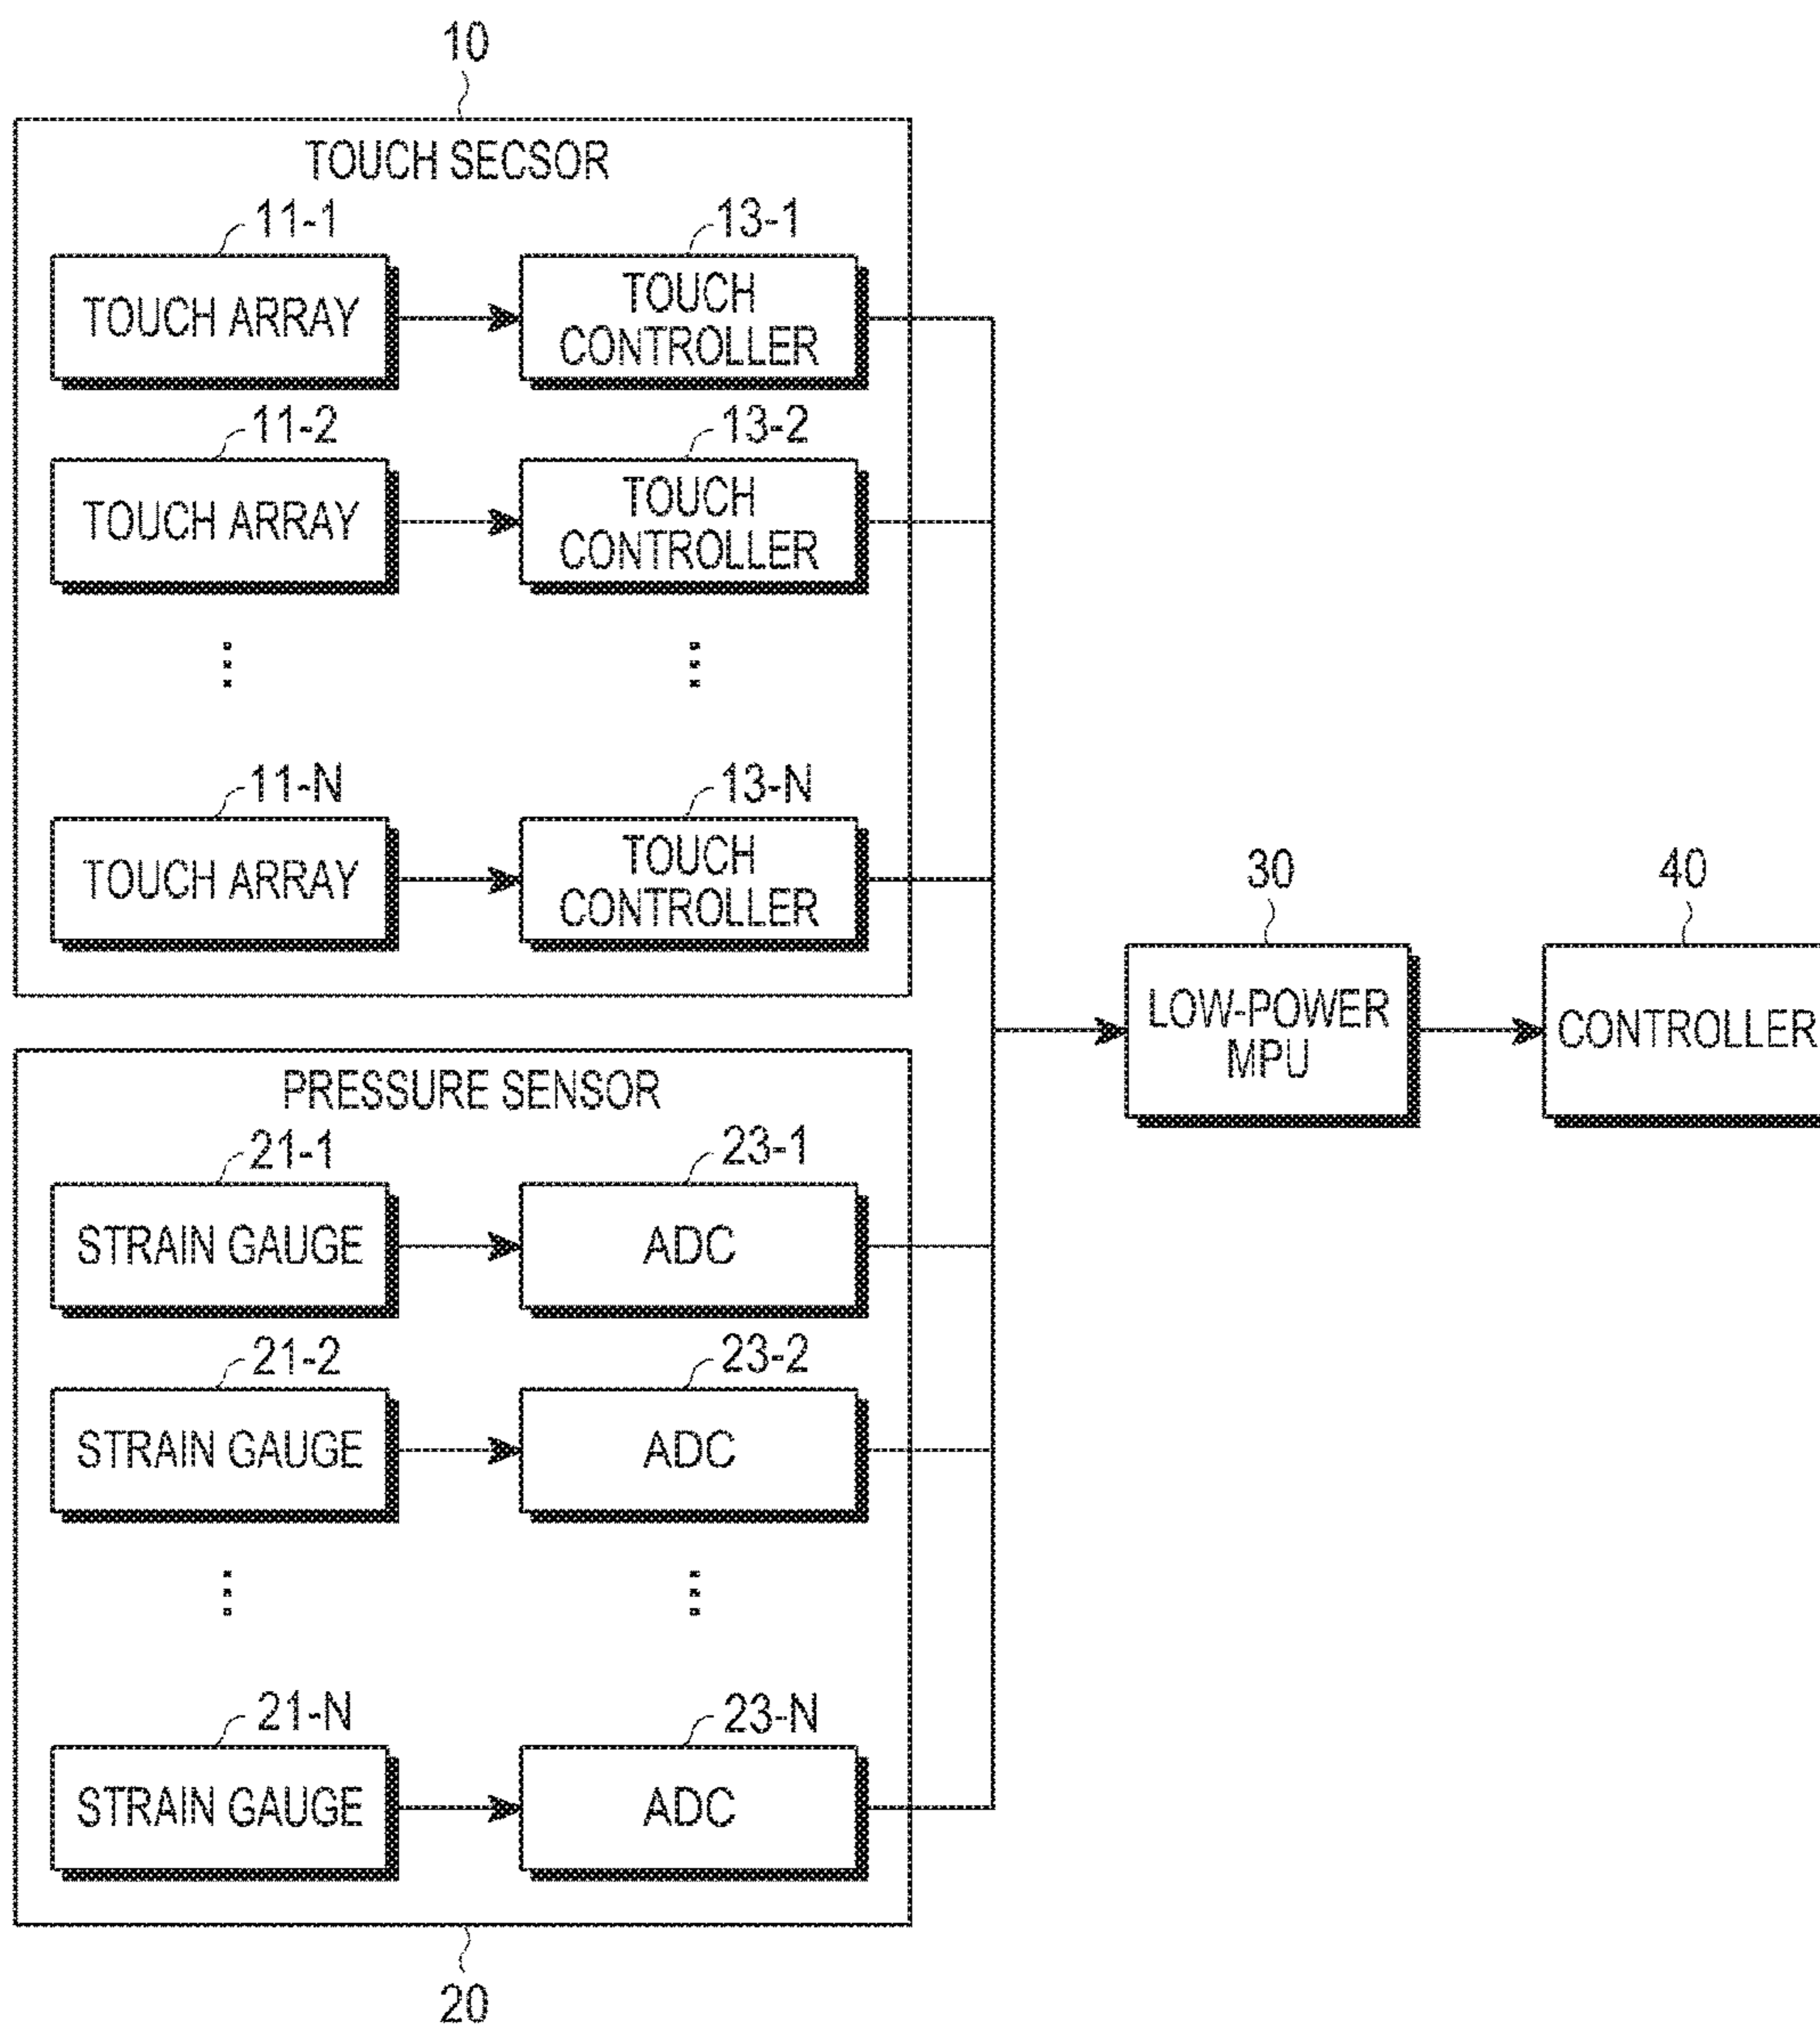 10
TOUCH SECSOR
11-1
13-1
TOUCH ARRAY
TOUCH
CONTROLLER
11-2
13-2
TOUCH ARRAY
TOUCH
CONTROLLER
11-N
13-N
TOUCH ARRAY
TOUCH
CONTROLLER
30
40
LOW-POWER
MPU
CONTROLLER
PRESSURE SENSOR
21-1
23-1
STRAIN GAUGE
ADC
21-2
23-2
STRAIN GAUGE
ADC
21-N
23-N
STRAIN GAUGE
ADC
20